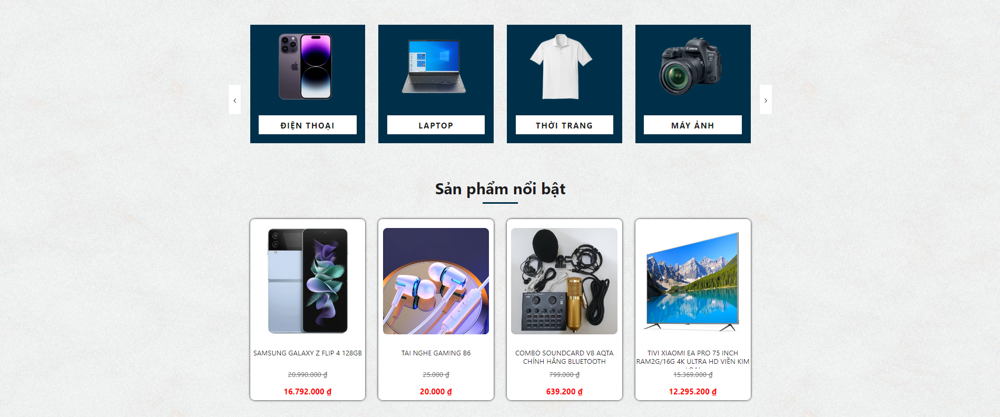 Canon
EOS
6D
‹
›
ĐIỆN THOẠI
LAPTOP
THỜI TRANG
MÁY ẢNH
Sản phẩm nổi bật
V8
SAMSUNG GALAXY Z FLIP 4 128GB
TAI NGHE GAMING B6
COMBO SOUNDCARD V8 AQTA
CHÍNH HÃNG BLUETOOTH
TIVI XIAOMI EA PRO 75 INCH
RAM2G/16G 4K ULTRA HD VIỀN KIM
20.990.000 ₫
25.000 ₫
799.000 ₫
15.369.000 ₫
16.792.000 ₫
20.000 ₫
639.200 ₫
12.295.200 ₫